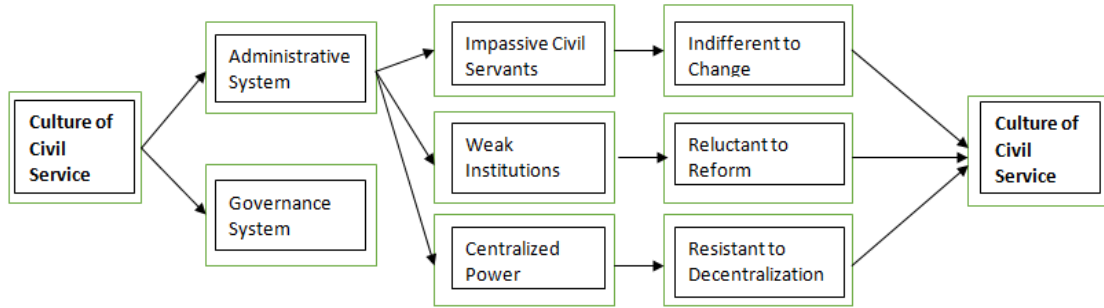 Culture of
Civil
Service
Administrative
System
Governance
System
Impassive Civil
Servants
Weak
Institutions
Centralized
Power
Indifferent to
Change
Reluctant to
Reform
Resistant to
Decentralization
Culture of
Civil
Service